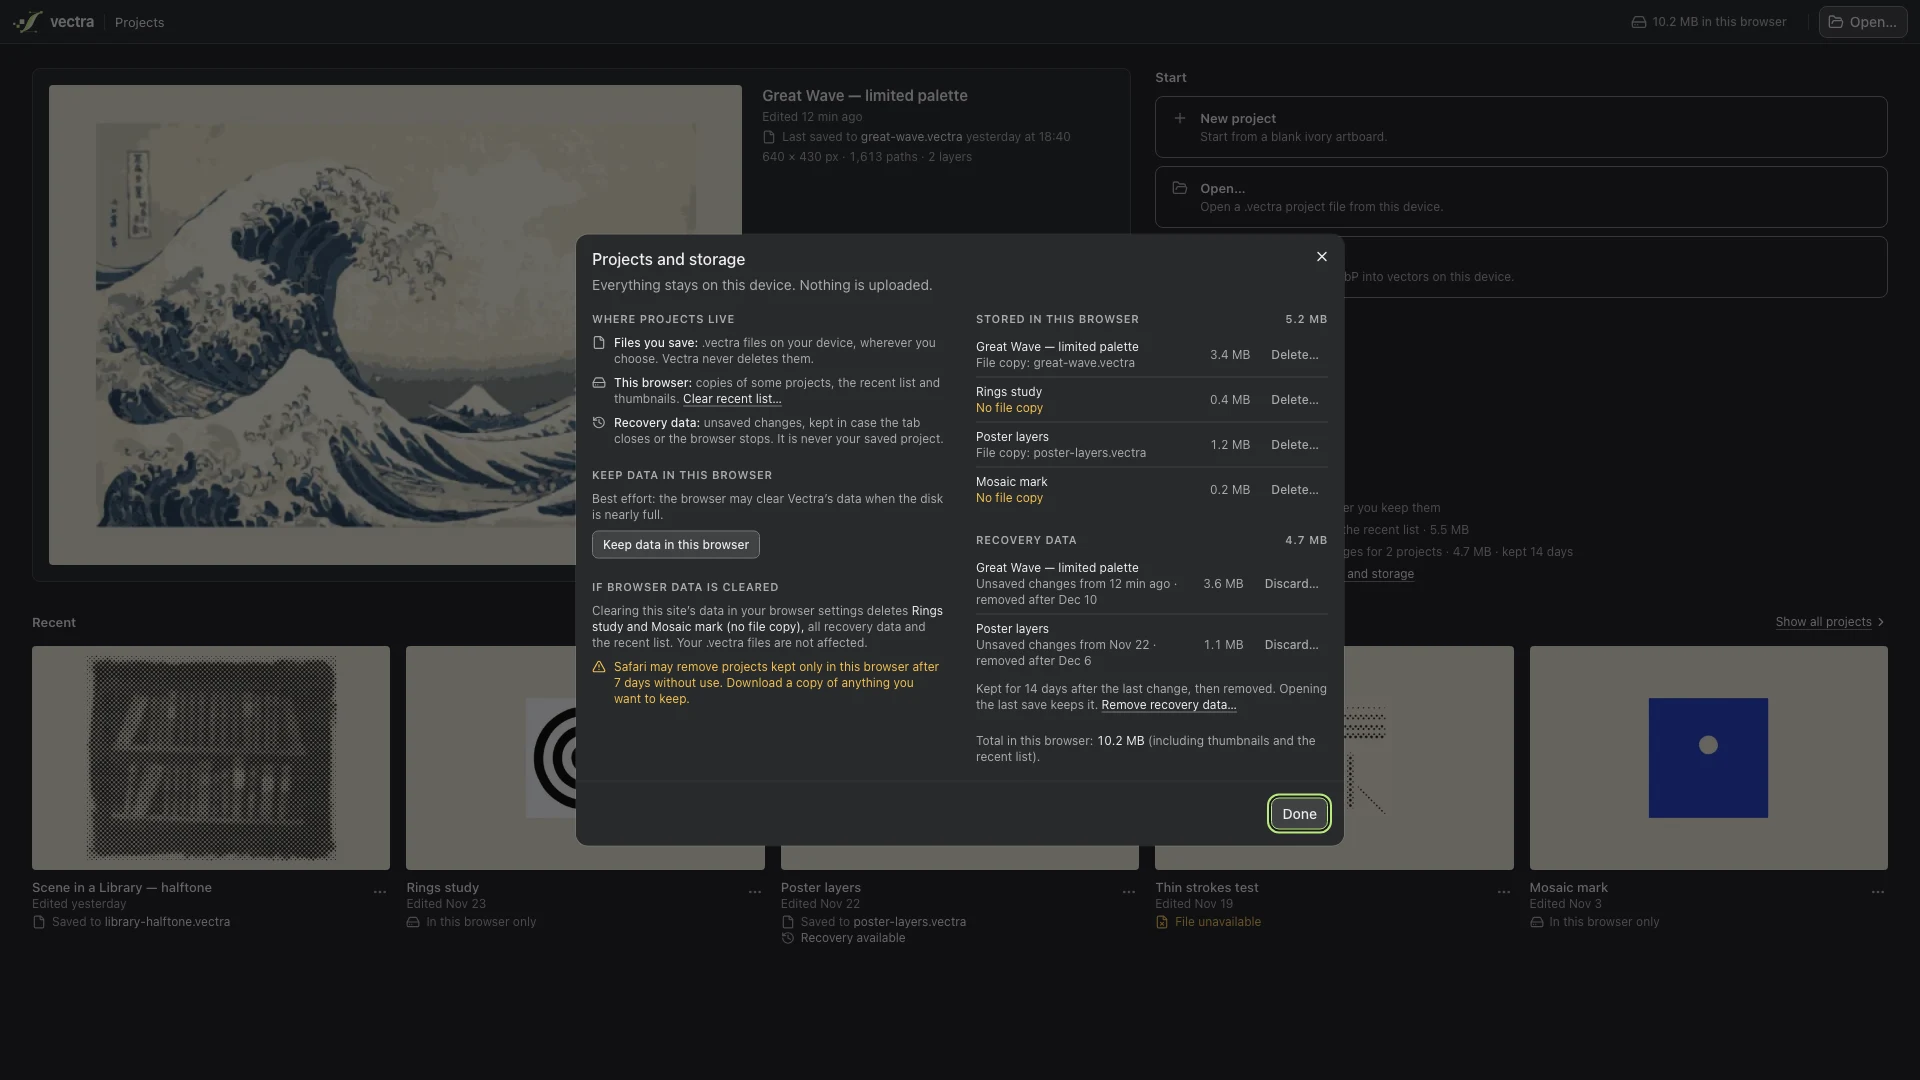 vectra
Projects
10.2 MB in this browser
Open...
Great Wave — limited palette
Edited 12 min ago
Last saved to great-wave.vectra yesterday at 18:40
640 × 430 px · 1,613 paths · 2 layers
Start
New project
Start from a blank ivory artboard.
Open...
Open a .vectra project file from this device.
bP into vectors on this device.
er you keep them
the recent list · 5.5 MB
ges for 2 projects · 4.7 MB · kept 14 days
and storage
Projects and storage
Everything stays on this device. Nothing is uploaded.
WHERE PROJECTS LIVE
Files you save: .vectra files on your device, wherever you
choose. Vectra never deletes them.
This browser: copies of some projects, the recent list and
thumbnails. Clear recent list...
Recovery data: unsaved changes, kept in case the tab
closes or the browser stops. It is never your saved project.
KEEP DATA IN THIS BROWSER
Best effort: the browser may clear Vectra's data when the disk
is nearly full.
Keep data in this browser
IF BROWSER DATA IS CLEARED
Clearing this site's data in your browser settings deletes Rings
study and Mosaic mark (no file copy), all recovery data and
the recent list. Your .vectra files are not affected.
Safari may remove projects kept only in this browser after
7 days without use. Download a copy of anything you
want to keep.
STORED IN THIS BROWSER 5.2 MB
Great Wave — limited palette
File copy: great-wave.vectra
3.4 MB Delete...
Rings study
No file copy
0.4 MB Delete...
Poster layers
File copy: poster-layers.vectra
1.2 MB Delete...
Mosaic mark
No file copy
0.2 MB Delete...
RECOVERY DATA 4.7 MB
Great Wave — limited palette
Unsaved changes from 12 min ago ·
removed after Dec 10
3.6 MB Discard...
Poster layers
Unsaved changes from Nov 22 ·
removed after Dec 6
1.1 MB Discard...
Kept for 14 days after the last change, then removed. Opening
the last save keeps it. Remove recovery data...
Total in this browser: 10.2 MB (including thumbnails and the
recent list).
Done
Recent
Show all projects
Scene in a Library — halftone
Edited yesterday
Saved to library-halftone.vectra
Rings study
Edited Nov 23
In this browser only
Poster layers
Edited Nov 22
Saved to poster-layers.vectra
Recovery available
Thin strokes test
Edited Nov 19
File unavailable
Mosaic mark
Edited Nov 3
In this browser only